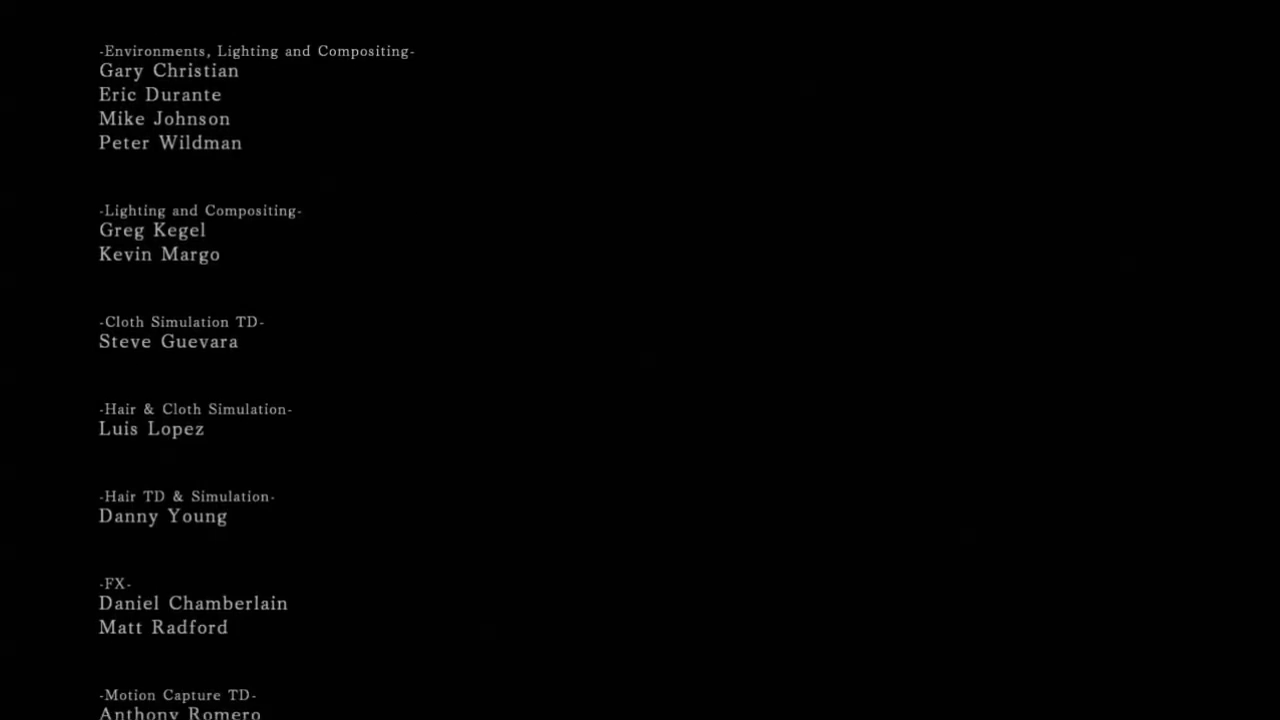 -Environments, Lighting and Compositing-
Gary Christian
Eric Durante
Mike Johnson
Peter Wildman
-Lighting and Compositing-
Greg Kegel
Kevin Margo
-Cloth Simulation TD-
Steve Guevara
-Hair & Cloth Simulation-
Luis Lopez
-Hair TD & Simulation-
Danny Young
-FX-
Daniel Chamberlain
Matt Radford
-Motion Capture TD-
Anthony Romero